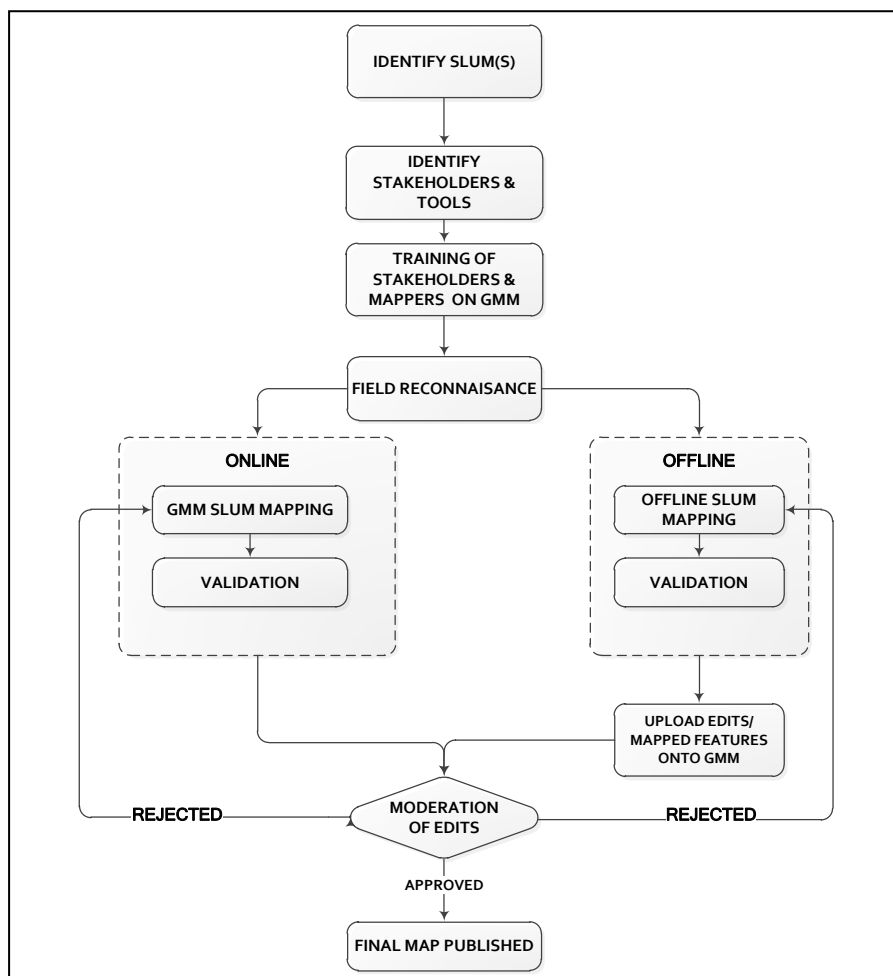 IDENTIFY SLUM(S)
IDENTIFY
STAKEHOLDERS &
TOOLS
TRAINING OF
STAKEHOLDERS &
MAPPERS ON GMM
FIELD RECONNAISANCE
ONLINE
GMM SLUM MAPPING
VALIDATION
OFFLINE
OFFLINE SLUM
MAPPING
VALIDATION
UPLOAD EDITS/
MAPPED FEATURES
ONTO GMM
REJECTED
MODERATION
OF EDITS
REJECTED
APPROVED
FINAL MAP PUBLISHED